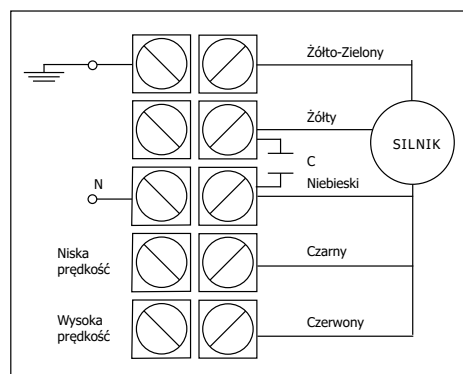 Żółto-Zielony
Żółty
SILNIK
C
N
Niebieski
Niska
prędkość
Czarny
Wysoka
prędkość
Czerwony